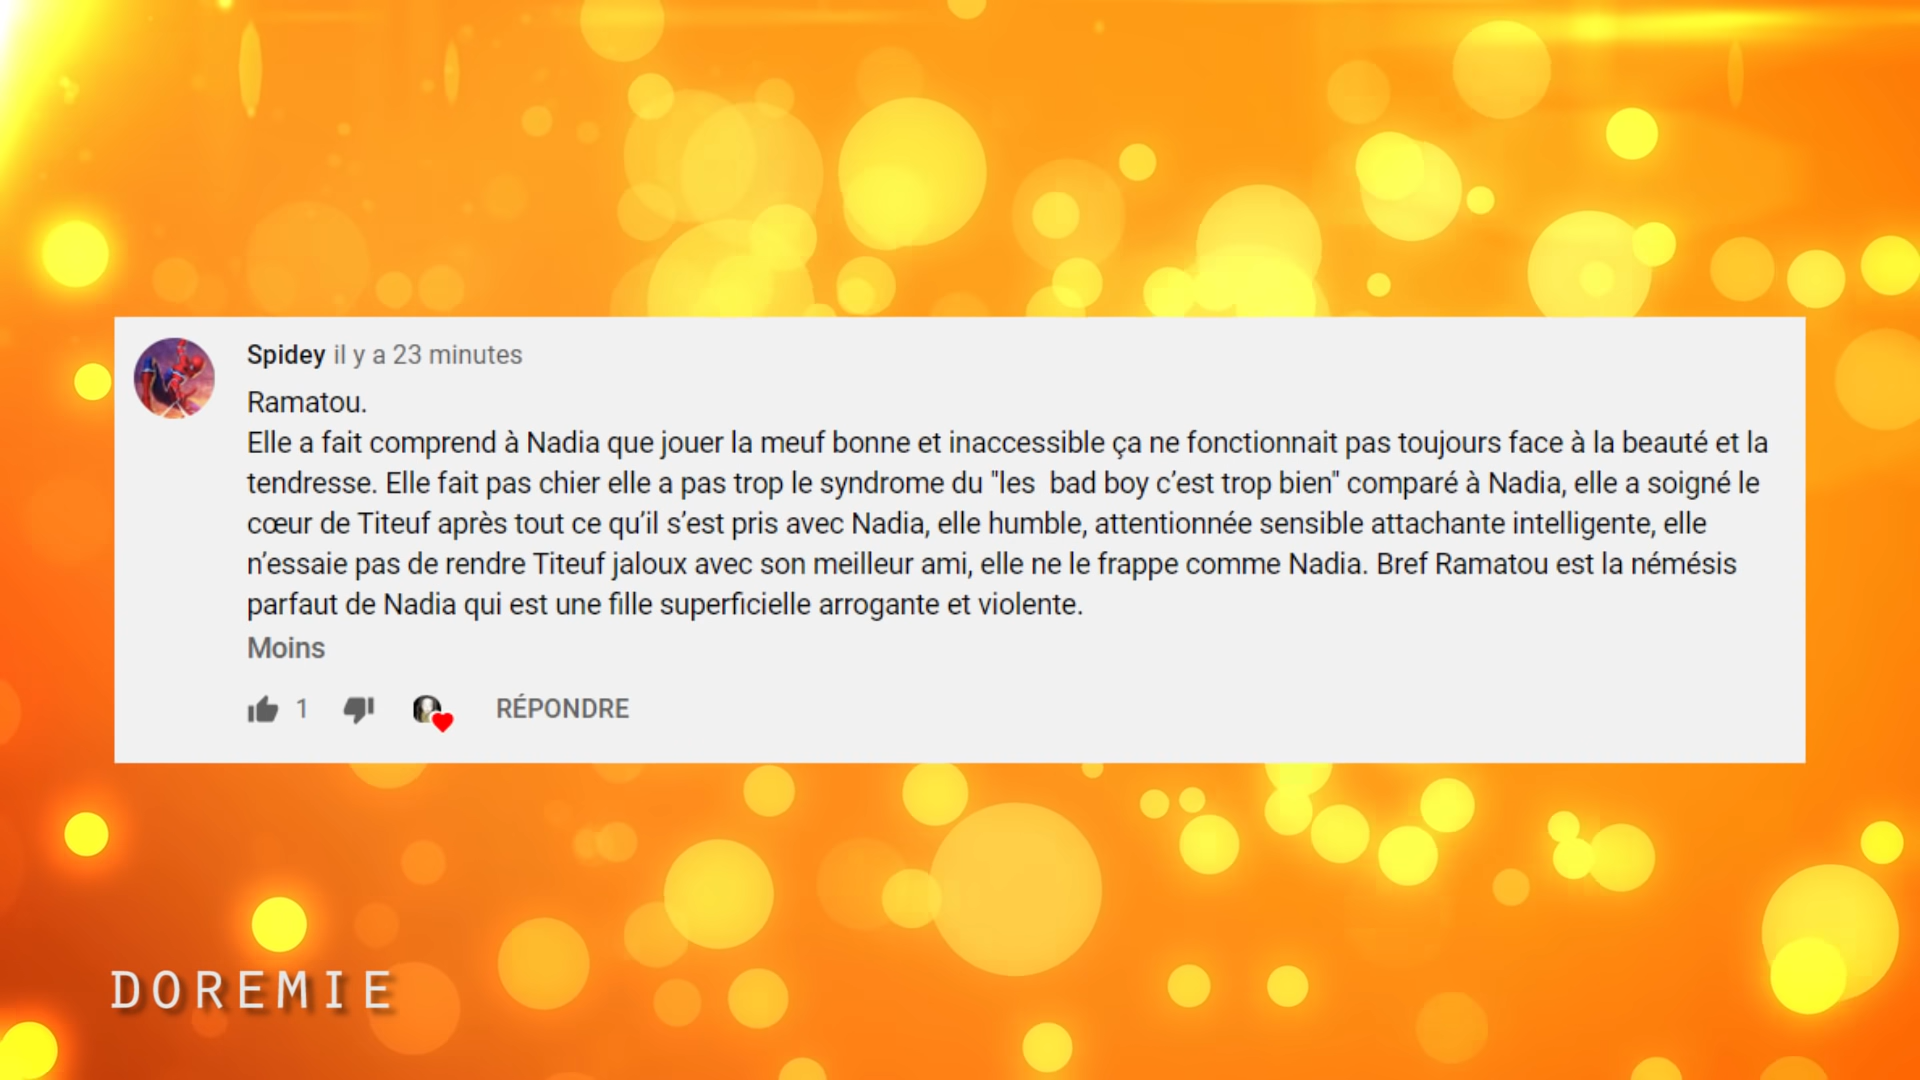 Spidey il y a 23 minutes
Ramatou.
Elle a fait comprend à Nadia que jouer la meuf bonne et inaccessible ça ne fonctionnait pas toujours face à la beauté et la
tendresse. Elle fait pas chier elle a pas trop le syndrome du "les  bad boy c’est trop bien" comparé à Nadia, elle a soigné le
cœur de Titeuf après tout ce qu’il s’est pris avec Nadia, elle humble, attentionnée sensible attachante intelligente, elle
n’essaie pas de rendre Titeuf jaloux avec son meilleur ami, elle ne le frappe comme Nadia. Bref Ramatou est la némésis
parfaut de Nadia qui est une fille superficielle arrogante et violente.
Moins
1 RÉPONDRE
DOREMIE